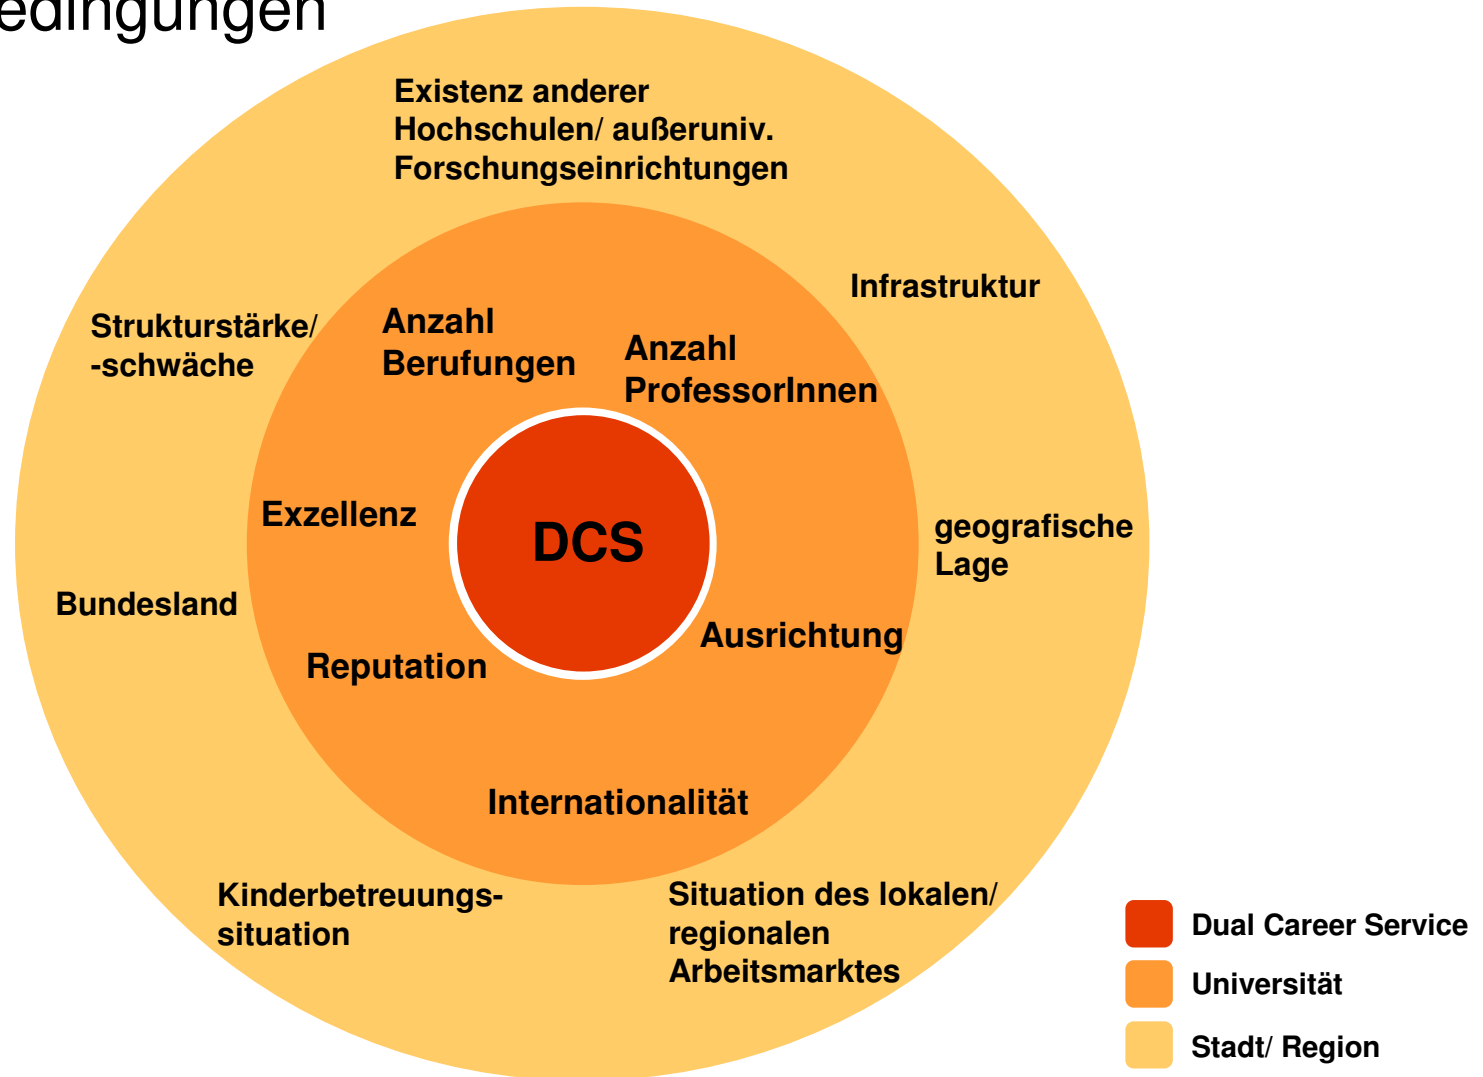 edingungen
Existenz anderer
Hochschulen/ außeruniv.
Forschungseinrichtungen
Infrastruktur
Strukturstärke/
-schwäche
Anzahl
Berufungen
Anzahl
ProfessorInnen
Exzellenz
DCS
geografische
Lage
Bundesland
Ausrichtung
Reputation
Internationalität
Kinderbetreuungs-
situation
Situation des lokalen/
regionalen
Arbeitsmarktes
Dual Career Service
Universität
Stadt/ Region